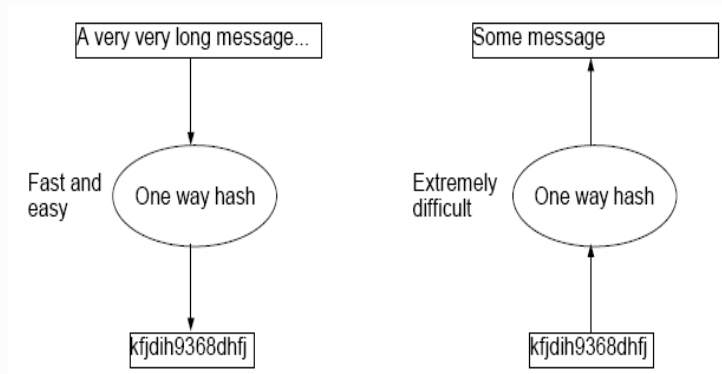 A very very long message...
Fast and
easy
One way hash
kfjdih9368dhfj
Some message
Extremely
difficult
One way hash
kfjdih9368dhfj